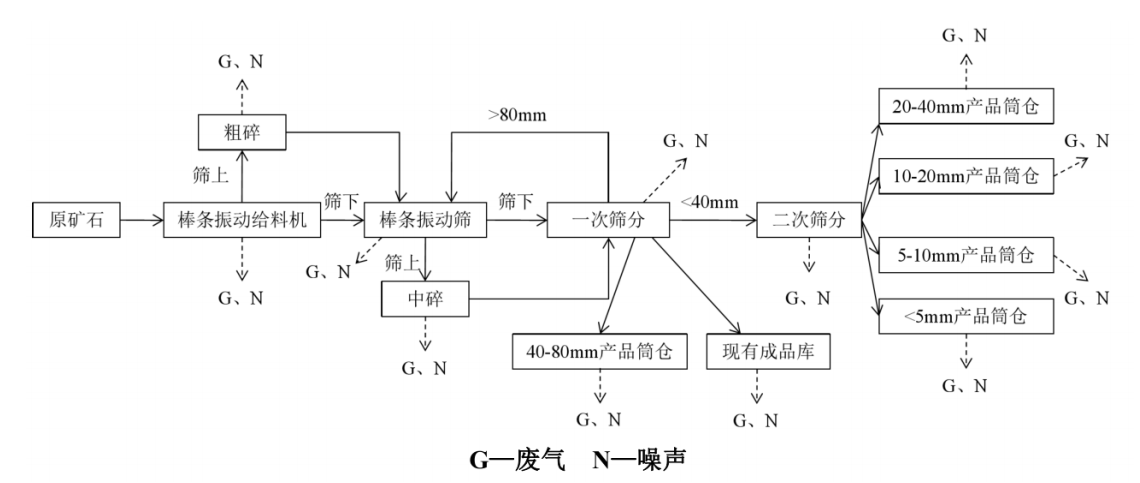 G、N
G、N
20-40mm产品筒仓
>80mm
粗碎
G、N
G、N
筛上
10-20mm产品筒仓
筛下
筛下
<40mm
原矿石
棒条振动给料机
棒条振动筛
一次筛分
二次筛分
5-10mm产品筒仓
筛上
G、N
G、N
G、N
G、N
中碎
<5mm产品筒仓
40-80mm产品筒仓
现有成品库
G、N
G、N
G、N
G、N
G—废气 N—噪声